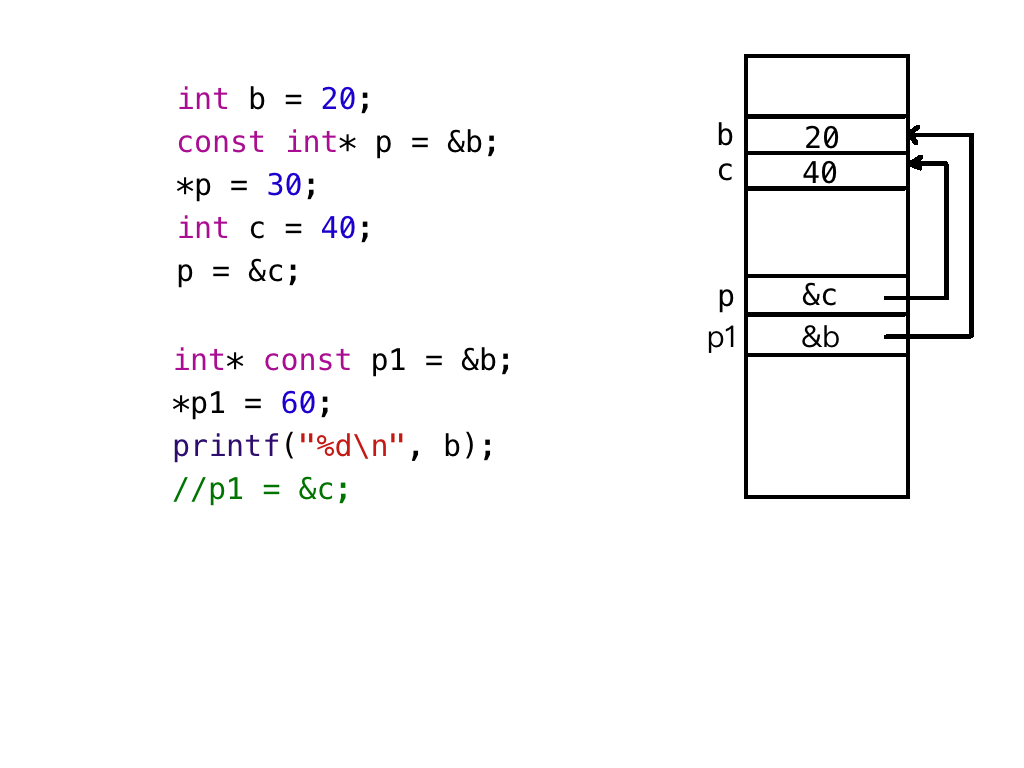 int b = 20;
const int* p = &b;
*p = 30;
int c = 40;
p = &c;
int* const p1 = &b;
*p1 = 60;
printf("%d\n", b);
//p1 = &c;
b 20
c 40
p &c
p1 &b